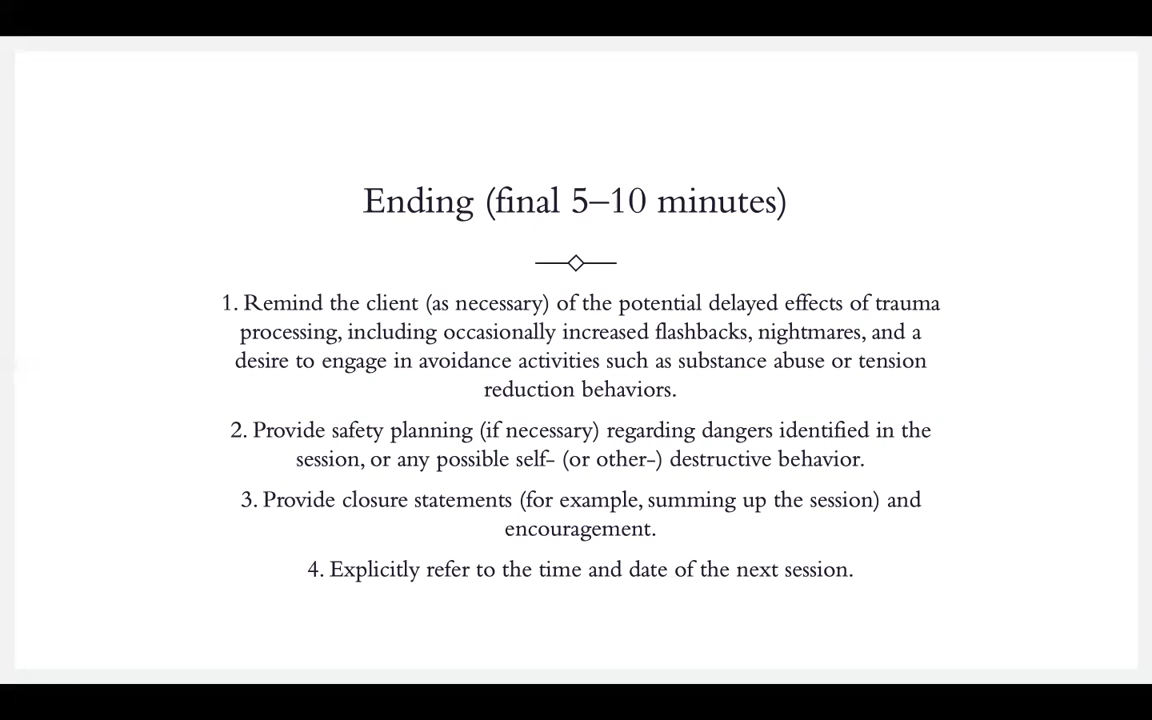 Ending (final 5–10 minutes)
1. Remind the client (as necessary) of the potential delayed effects of trauma
processing, including occasionally increased flashbacks, nightmares, and a
desire to engage in avoidance activities such as substance abuse or tension
reduction behaviors.
2. Provide safety planning (if necessary) regarding dangers identified in the
session, or any possible self- (or other-) destructive behavior.
3. Provide closure statements (for example, summing up the session) and
encouragement.
4. Explicitly refer to the time and date of the next session.